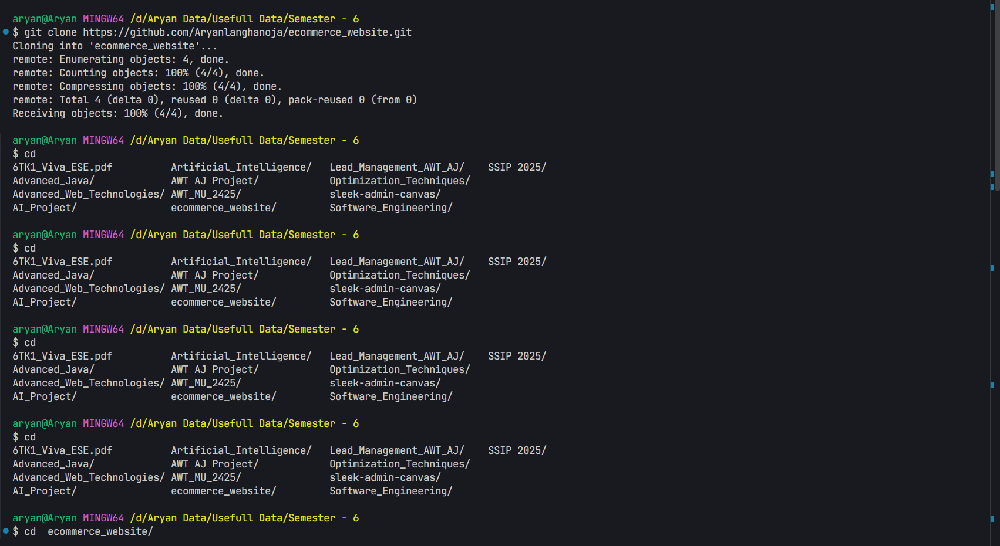 aryan@Aryan MINGW64 /d/Aryan Data/Usefull Data/Semester - 6
$ git clone https://github.com/Aryanlanghanoja/ecommerce_website.git
Cloning into 'ecommerce_website'...
remote: Enumerating objects: 4, done.
remote: Counting objects: 100% (4/4), done.
remote: Compressing objects: 100% (4/4), done.
remote: Total 4 (delta 0), reused 0 (delta 0), pack-reused 0 (from 0)
Receiving objects: 100% (4/4), done.
aryan@Aryan MINGW64 /d/Aryan Data/Usefull Data/Semester - 6
$ cd
6TK1_Viva_ESE.pdf          Artificial_Intelligence/   Lead_Management_AWT_AJ/    SSIP 2025/
Advanced_Java/             AWT AJ Project/            Optimization_Techniques/
Advanced_Web_Technologies/ AWT_MU_2425/               sleek-admin-canvas/
AI_Project/                ecommerce_website/         Software_Engineering/
aryan@Aryan MINGW64 /d/Aryan Data/Usefull Data/Semester - 6
$ cd
6TK1_Viva_ESE.pdf          Artificial_Intelligence/   Lead_Management_AWT_AJ/    SSIP 2025/
Advanced_Java/             AWT AJ Project/            Optimization_Techniques/
Advanced_Web_Technologies/ AWT_MU_2425/               sleek-admin-canvas/
AI_Project/                ecommerce_website/         Software_Engineering/
aryan@Aryan MINGW64 /d/Aryan Data/Usefull Data/Semester - 6
$ cd
6TK1_Viva_ESE.pdf          Artificial_Intelligence/   Lead_Management_AWT_AJ/    SSIP 2025/
Advanced_Java/             AWT AJ Project/            Optimization_Techniques/
Advanced_Web_Technologies/ AWT_MU_2425/               sleek-admin-canvas/
AI_Project/                ecommerce_website/         Software_Engineering/
aryan@Aryan MINGW64 /d/Aryan Data/Usefull Data/Semester - 6
$ cd
6TK1_Viva_ESE.pdf          Artificial_Intelligence/   Lead_Management_AWT_AJ/    SSIP 2025/
Advanced_Java/             AWT AJ Project/            Optimization_Techniques/
Advanced_Web_Technologies/ AWT_MU_2425/               sleek-admin-canvas/
AI_Project/                ecommerce_website/         Software_Engineering/
aryan@Aryan MINGW64 /d/Aryan Data/Usefull Data/Semester - 6
$ cd  ecommerce_website/